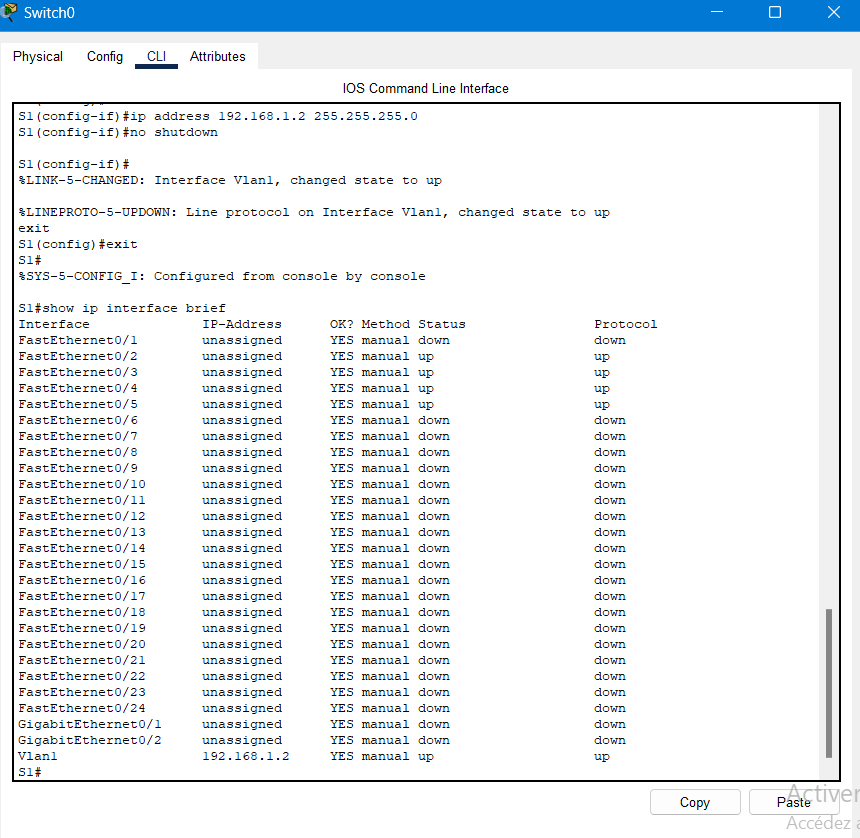 Switch0
Physical Config CLI Attributes
IOS Command Line Interface
S1(config-if)#ip address 192.168.1.2 255.255.255.0
S1(config-if)#no shutdown
S1(config-if)#
%LINK-5-CHANGED: Interface Vlan1, changed state to up
%LINEPROTO-5-UPDOWN: Line protocol on Interface Vlan1, changed state to up
exit
S1(config)#exit
S1#
%SYS-5-CONFIG_I: Configured from console by console
S1#show ip interface brief
Interface IP-Address OK? Method Status Protocol
FastEthernet0/1 unassigned YES manual down down
FastEthernet0/2 unassigned YES manual up up
FastEthernet0/3 unassigned YES manual up up
FastEthernet0/4 unassigned YES manual up up
FastEthernet0/5 unassigned YES manual up up
FastEthernet0/6 unassigned YES manual down down
FastEthernet0/7 unassigned YES manual down down
FastEthernet0/8 unassigned YES manual down down
FastEthernet0/9 unassigned YES manual down down
FastEthernet0/10 unassigned YES manual down down
FastEthernet0/11 unassigned YES manual down down
FastEthernet0/12 unassigned YES manual down down
FastEthernet0/13 unassigned YES manual down down
FastEthernet0/14 unassigned YES manual down down
FastEthernet0/15 unassigned YES manual down down
FastEthernet0/16 unassigned YES manual down down
FastEthernet0/17 unassigned YES manual down down
FastEthernet0/18 unassigned YES manual down down
FastEthernet0/19 unassigned YES manual down down
FastEthernet0/20 unassigned YES manual down down
FastEthernet0/21 unassigned YES manual down down
FastEthernet0/22 unassigned YES manual down down
FastEthernet0/23 unassigned YES manual down down
FastEthernet0/24 unassigned YES manual down down
GigabitEthernet0/1 unassigned YES manual down down
GigabitEthernet0/2 unassigned YES manual down down
Vlan1 192.168.1.2 YES manual up up
S1#
Copy Paste
Activer
Accédez